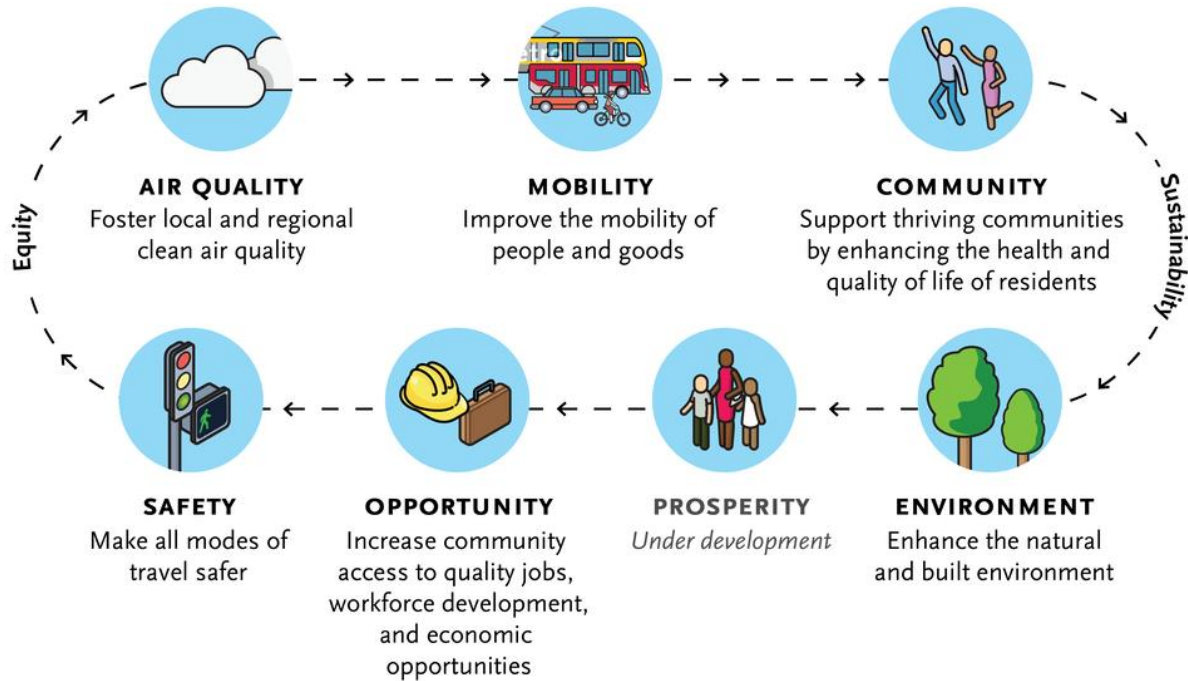 etro
AIR QUALITY
Foster local and regional
clean air quality
MOBILITY
Improve the mobility of
people and goods
COMMUNITY
Support thriving communities
by enhancing the health and
quality of life of residents
Equity
Sustainability
SAFETY
Make all modes of
travel safer
OPPORTUNITY
Increase community
access to quality jobs,
workforce development,
and economic
opportunities
PROSPERITY
Under development
ENVIRONMENT
Enhance the natural
and built environment